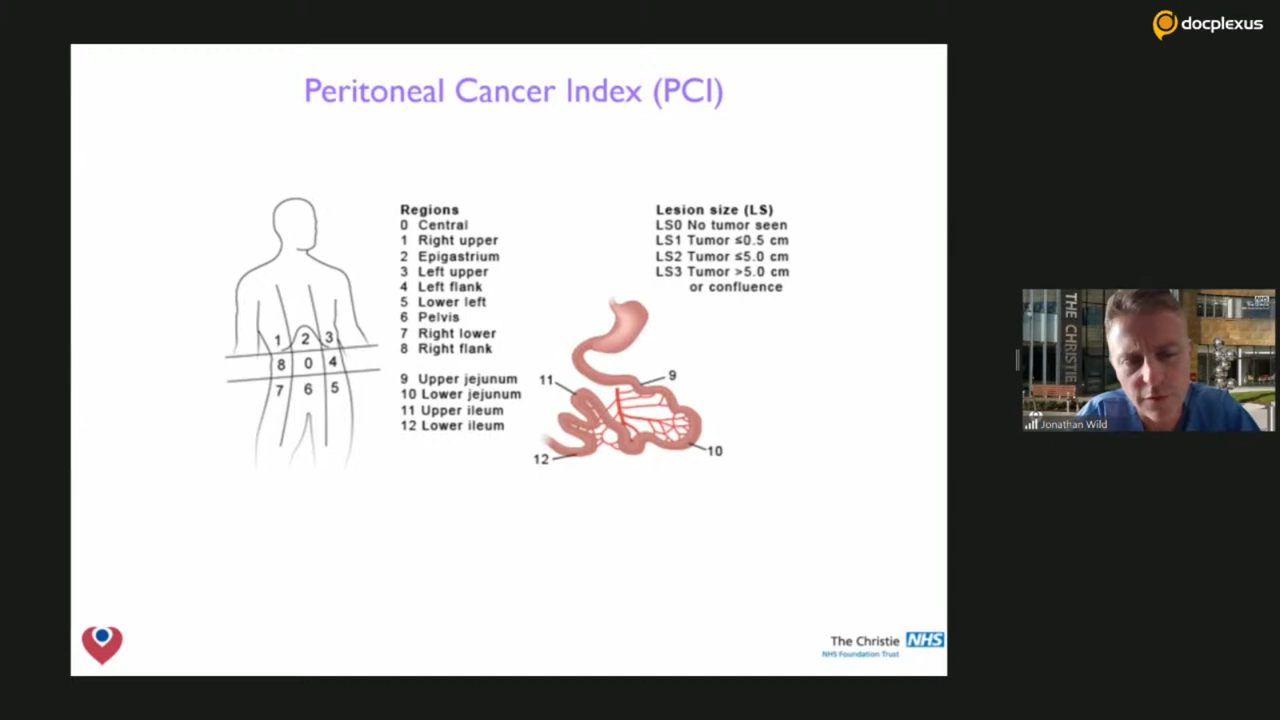 docplexus
Peritoneal Cancer Index (PCI)
Regions
0 Central
1 Right upper
2 Epigastrium
3 Left upper
4 Left flank
5 Lower left
6 Pelvis
7 Right lower
8 Right flank
9 Upper jejunum
10 Lower jejunum
11 Upper ileum
12 Lower ileum
Lesion size (LS)
LS0 No tumor seen
LS1 Tumor ≤0.5 cm
LS2 Tumor ≤5.0 cm
LS3 Tumor >5.0 cm
or confluence
1 2 3
8 0 4
7 6 5
11
9
10
12
THE CHRISTIE
NHS
Jonathan Wild
The Christie NHS
NHS Foundation Trust